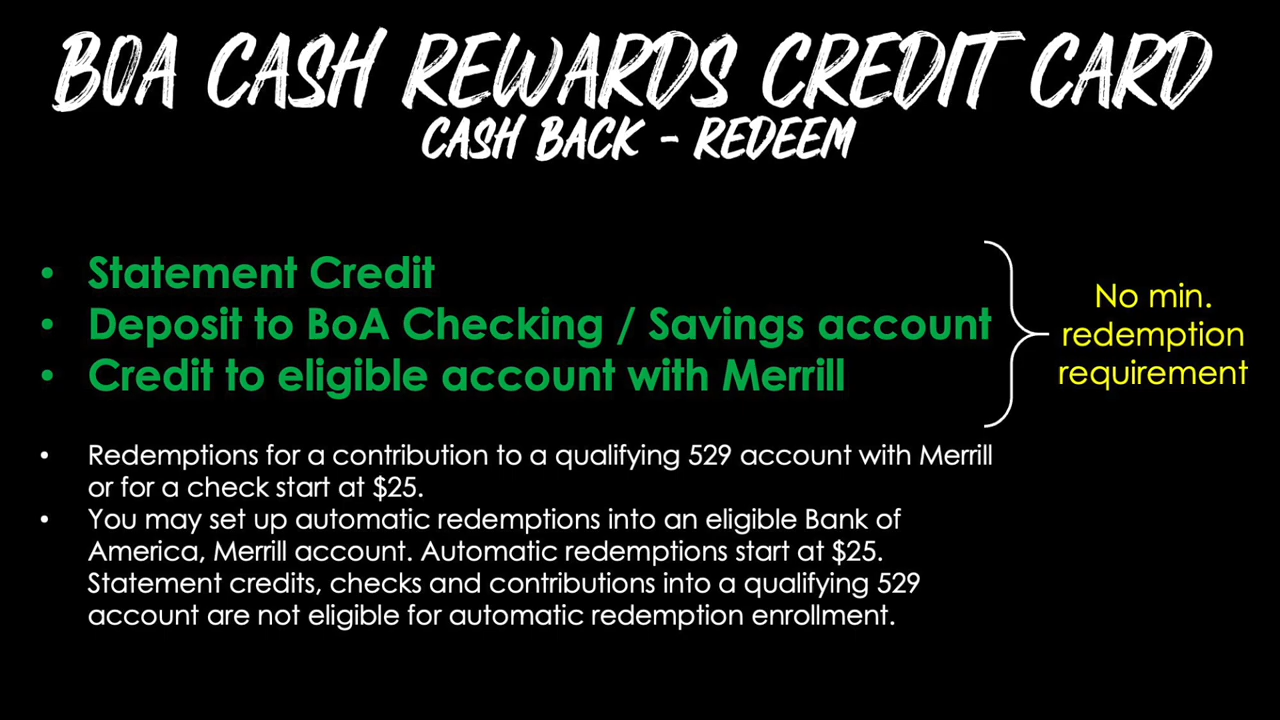 BOA CASH REWARDS CREDIT CARD
CASH BACK - REDEEM
• Statement Credit
• Deposit to BoA Checking / Savings account
• Credit to eligible account with Merrill
No min.
redemption
requirement
• Redemptions for a contribution to a qualifying 529 account with Merrill
or for a check start at $25.
• You may set up automatic redemptions into an eligible Bank of
America, Merrill account. Automatic redemptions start at $25.
Statement credits, checks and contributions into a qualifying 529
account are not eligible for automatic redemption enrollment.